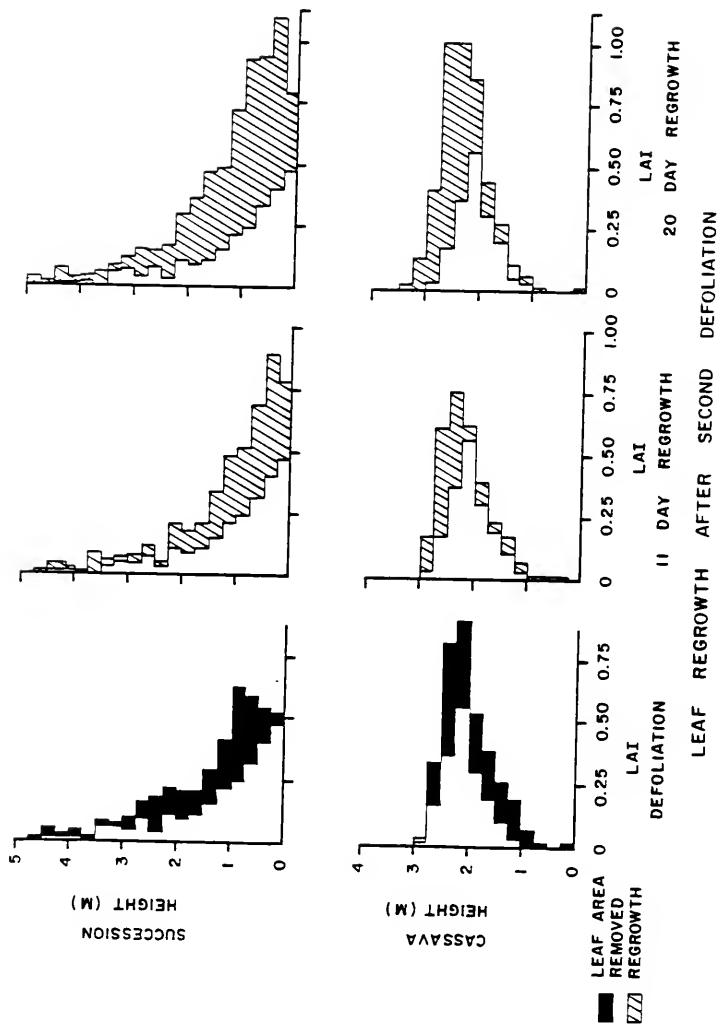 SUCCESSION
HEIGHT (M)
5
4
3
2
1
0
CASSAVA
HEIGHT (M)
4
3
2
1
0
0
0.25
0.50
0.75
LAI
DEFOLIATION
0
0.25
0.50
0.75
1.00
LAI
11 DAY REGROWTH
0
0.25
0.50
0.75
1.00
LAI
20 DAY REGROWTH
LEAF AREA
REMOVED
REGROWTH
LEAF REGROWTH AFTER SECOND DEFOLIATION